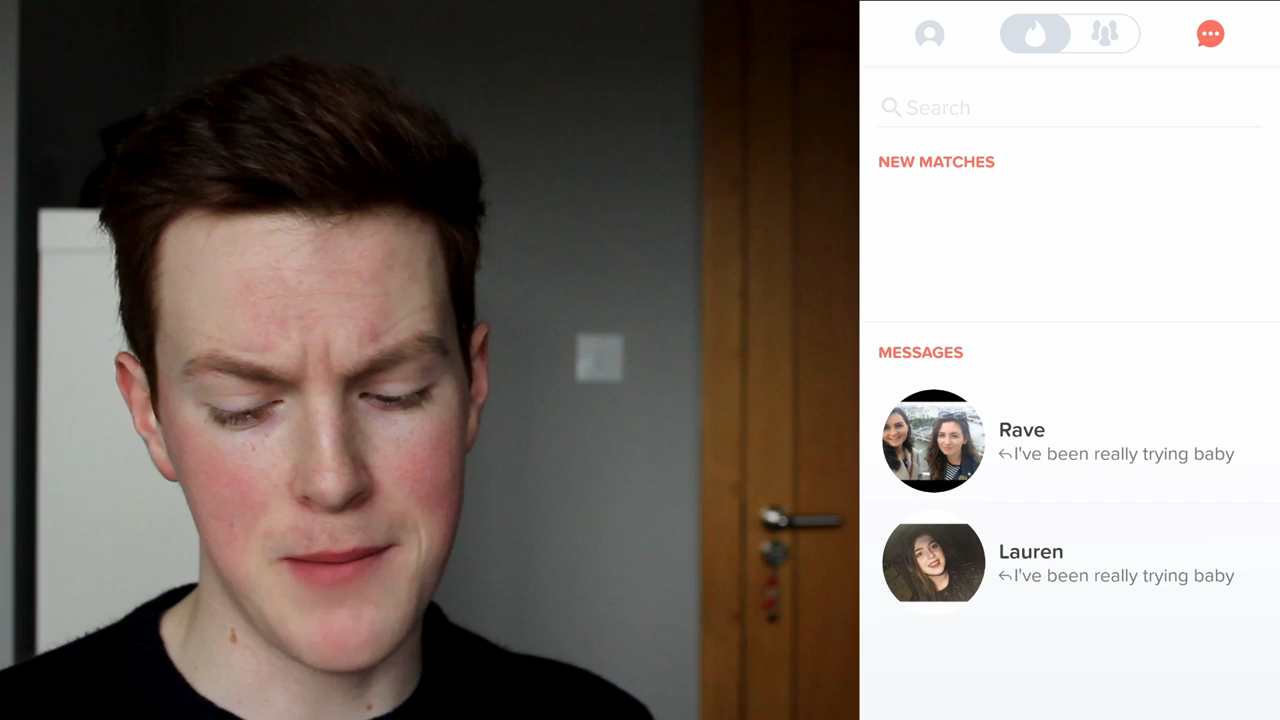 Search
NEW MATCHES
MESSAGES
Rave
I've been really trying baby
Lauren
I've been really trying baby